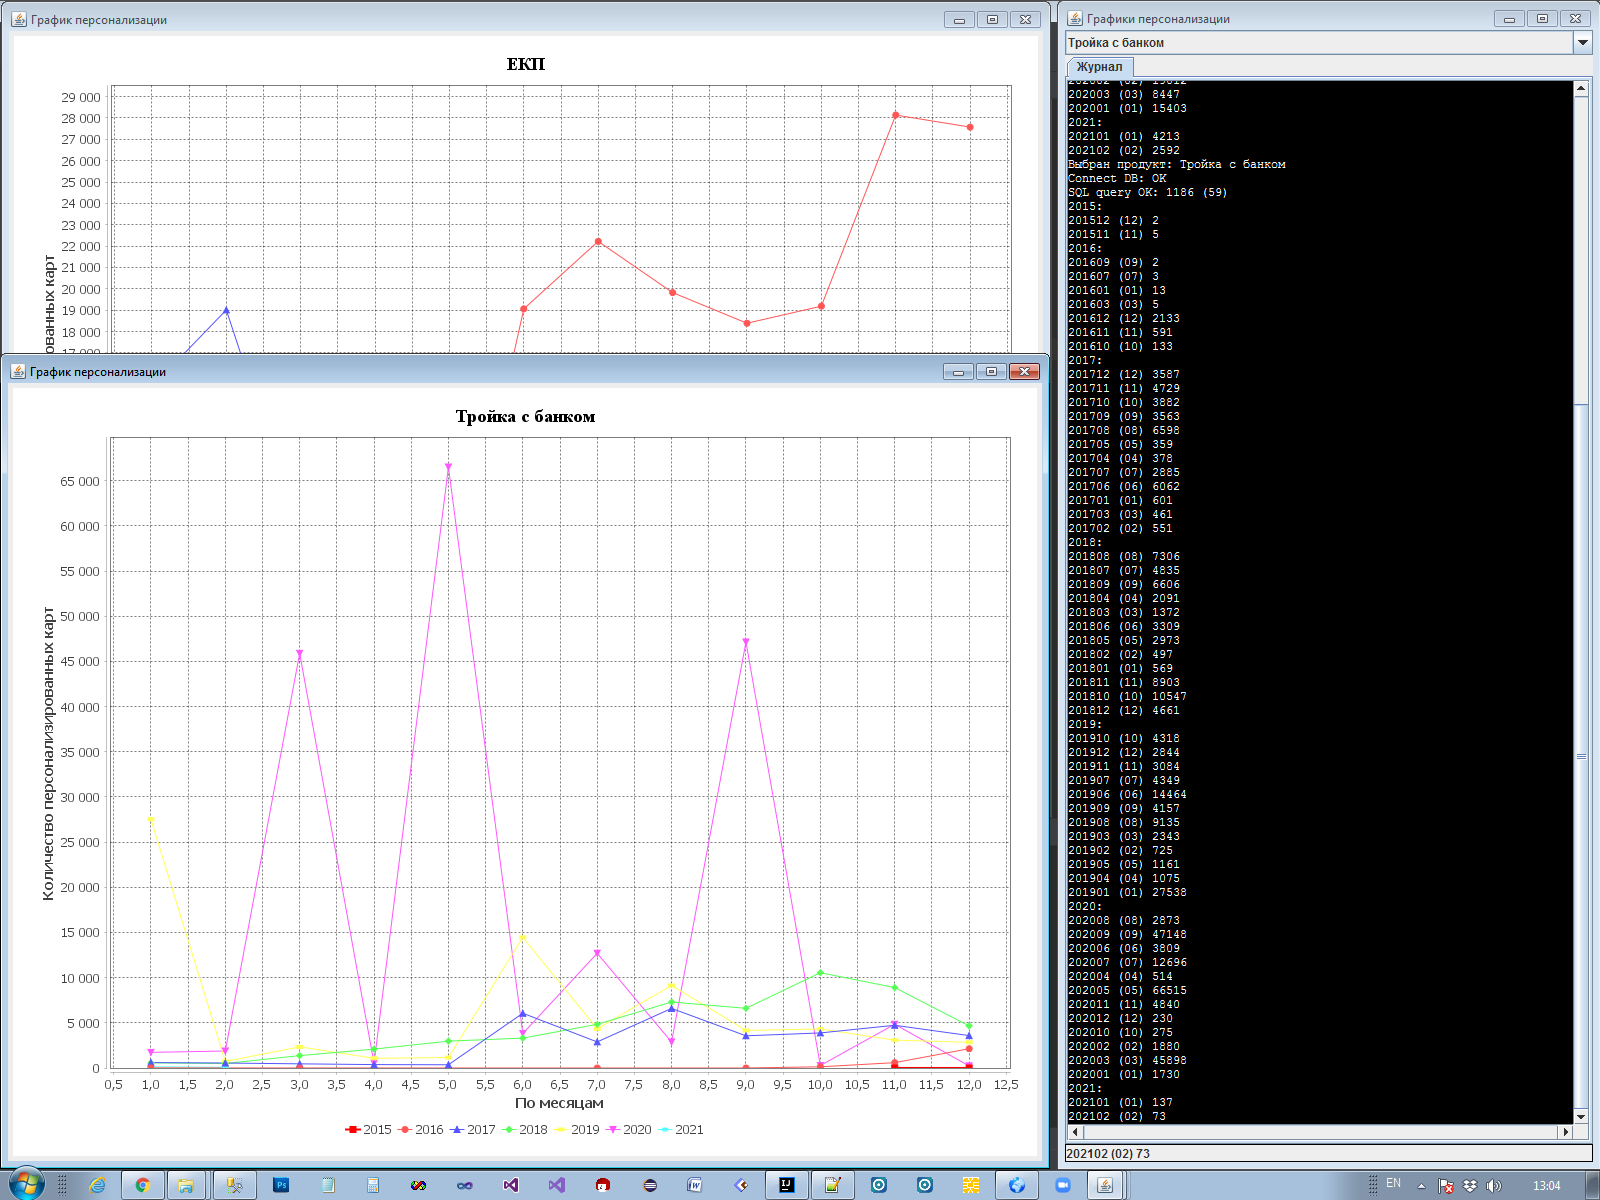 График персонализации
ЕКП
29 000
28 000
27 000
26 000
25 000
24 000
23 000
22 000
21 000
20 000
19 000
18 000
17 000
График персонализации
Тройка с банком
Количество персонализированных карт
65 000
60 000
55 000
50 000
45 000
40 000
35 000
30 000
25 000
20 000
15 000
10 000
5 000
0
0,5 1,0 1,5 2,0 2,5 3,0 3,5 4,0 4,5 5,0 5,5 6,0 6,5 7,0 7,5 8,0 8,5 9,0 9,5 10,0 10,5 11,0 11,5 12,0 12,5
По месяцам
2015 2016 2017 2018 2019 2020 2021
Графики персонализации
Тройка с банком
Журнал
202003 (03) 8447
202001 (01) 15403
2021:
202101 (01) 4213
202102 (02) 2592
Выбран продукт: Тройка с банком
Connect DB: OK
SQL query OK: 1186 (59)
2015:
201512 (12) 2
201511 (11) 5
2016:
201609 (09) 2
201607 (07) 3
201601 (01) 13
201603 (03) 5
201612 (12) 2133
201611 (11) 591
201610 (10) 133
2017:
201712 (12) 3587
201711 (11) 4729
201710 (10) 3882
201709 (09) 3563
201708 (08) 6598
201705 (05) 359
201704 (04) 378
201707 (07) 2885
201706 (06) 6062
201701 (01) 601
201703 (03) 461
201702 (02) 551
2018:
201808 (08) 7306
201807 (07) 4835
201809 (09) 6606
201804 (04) 2091
201803 (03) 1372
201806 (06) 3309
201805 (05) 2973
201802 (02) 497
201801 (01) 569
201811 (11) 8903
201810 (10) 10547
201812 (12) 4661
2019:
201910 (10) 4318
201912 (12) 2844
201911 (11) 3084
201907 (07) 4349
201906 (06) 14464
201909 (09) 4157
201908 (08) 9135
201903 (03) 2343
201902 (02) 725
201905 (05) 1161
201904 (04) 1075
201901 (01) 27538
2020:
202008 (08) 2873
202009 (09) 47148
202006 (06) 3809
202007 (07) 12696
202004 (04) 514
202005 (05) 66515
202011 (11) 4840
202012 (12) 230
202010 (10) 275
202002 (02) 1880
202003 (03) 45898
202001 (01) 1730
2021:
202101 (01) 137
202102 (02) 73
202102 (02) 73
EN
13:04